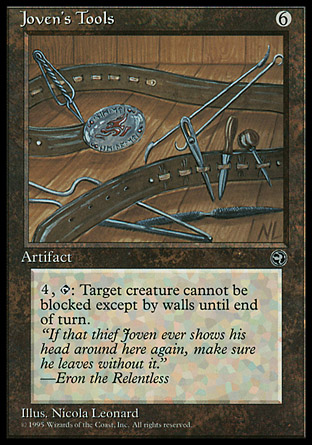 Joven's Tools 6
NL
Artifact
4, T: Target creature cannot be
blocked except by walls until end
of turn.
"If that thief Joven ever shows his
head around here again, make sure
he leaves without it."
—Eron the Relentless
Illus. Nicola Leonard
© 1995 Wizards of the Coast, Inc. All rights reserved.